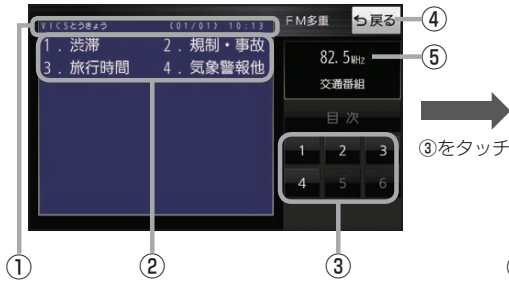 VICSとうきょう (01/01) 10:13
FM多重
戻る
④
1．渋滞 2．規制・事故
3．旅行時間 4．気象警報他
82.5MHz
⑤
交通番組
目次
1 2 3
③をタッチ
4 5 6
① ② ③